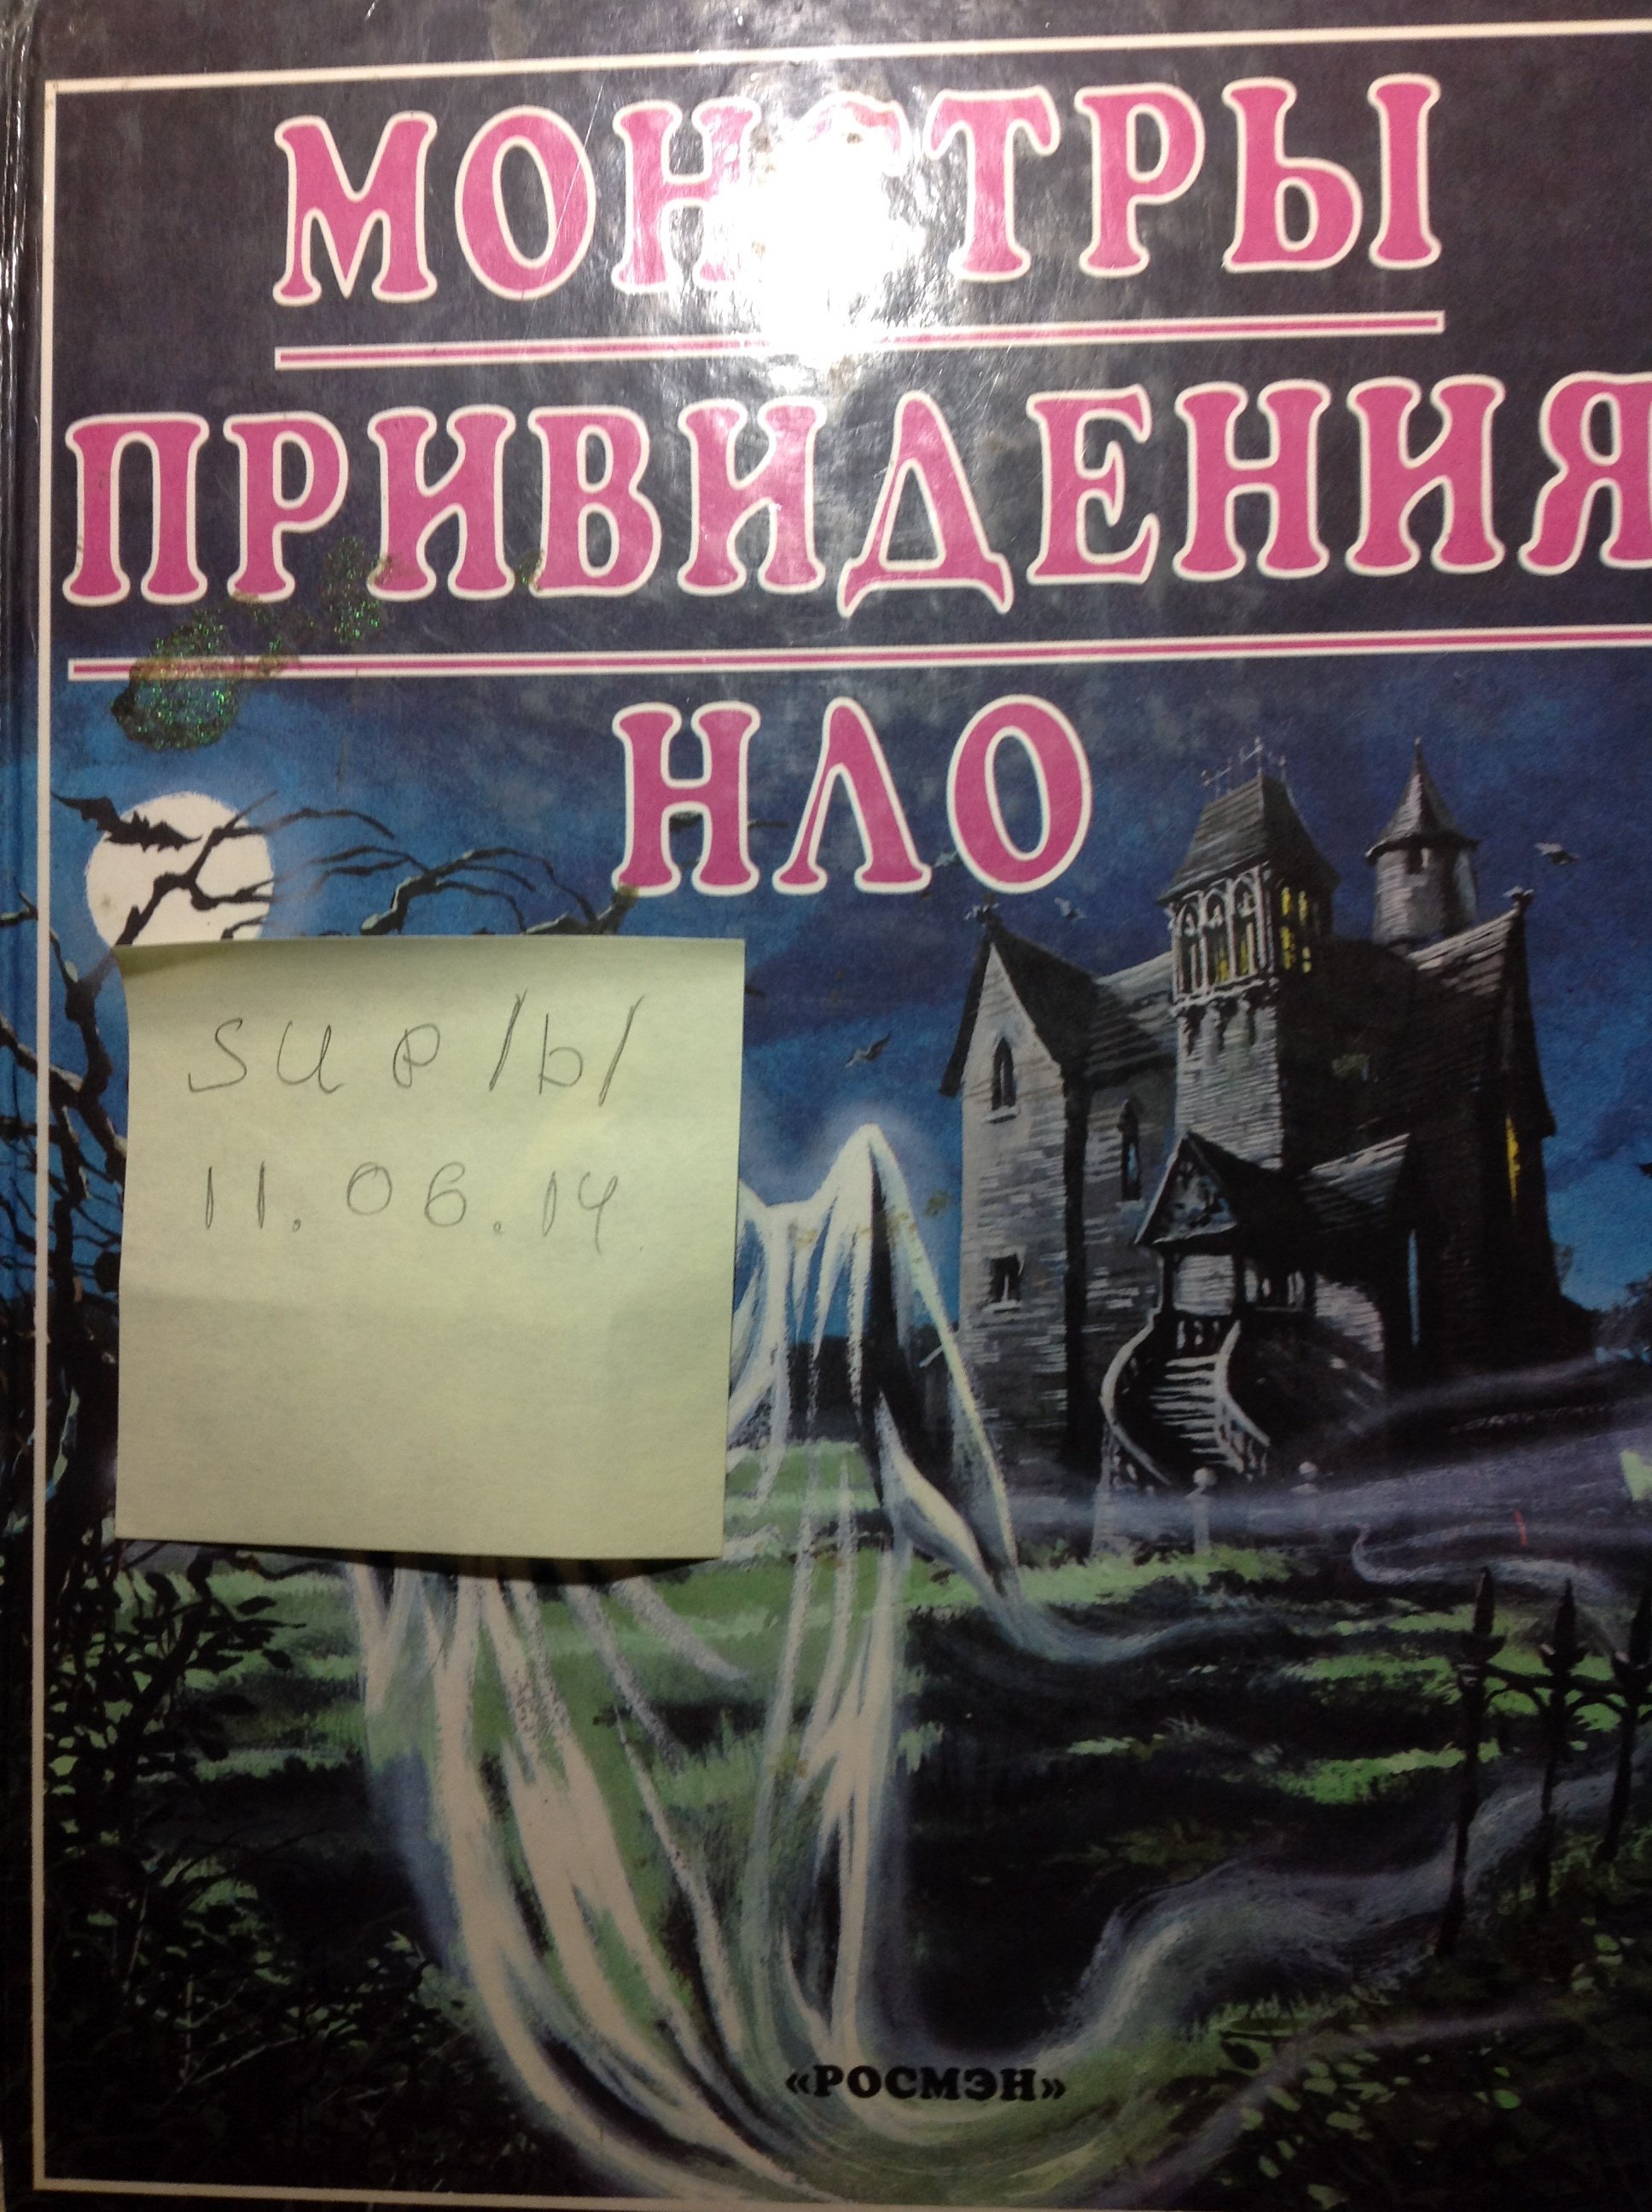 МОНСТРЫ
ПРИВИДЕНИЯ
НЛО
SUP /b/
11.06.14
«РОСМЭН»